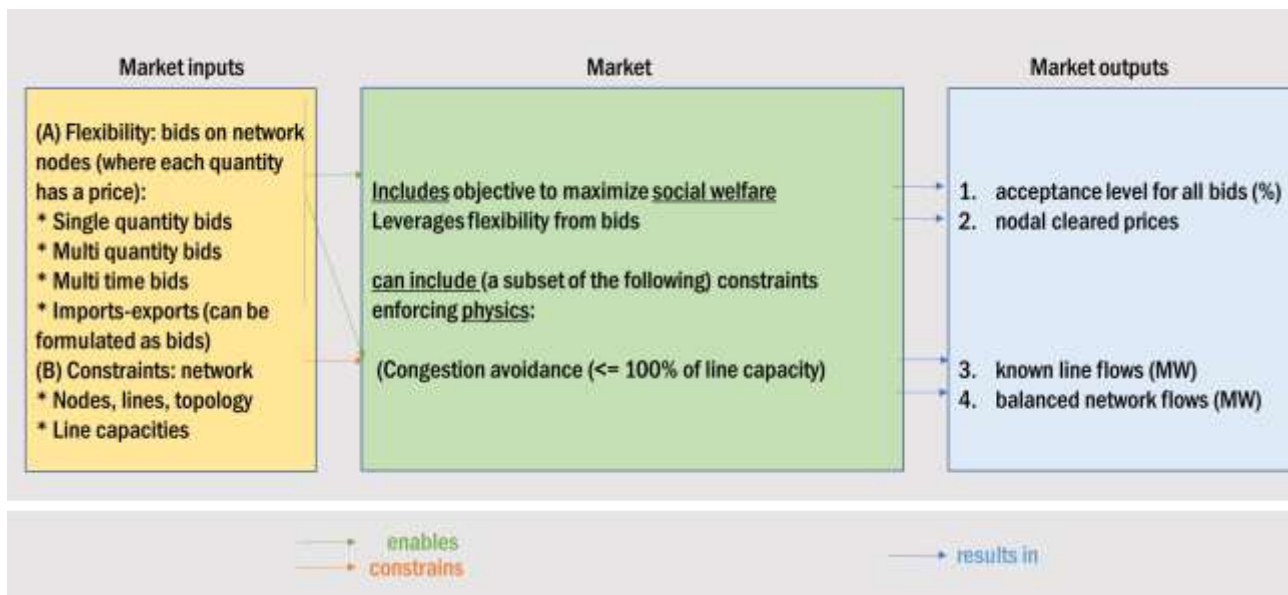 Market inputs
Market
Market outputs
(A) Flexibility: bids on network
nodes (where each quantity
has a price):
* Single quantity bids
* Multi quantity bids
* Multi time bids
* Imports-exports (can be
formulated as bids)
(B) Constraints: network
* Nodes, lines, topology
* Line capacities
Includes objective to maximize social welfare
Leverages flexibility from bids
can include (a subset of the following) constraints
enforcing physics:
(Congestion avoidance (<= 100% of line capacity)
1. acceptance level for all bids (%)
2. nodal cleared prices
3. known line flows (MW)
4. balanced network flows (MW)
enables
constrains
results in